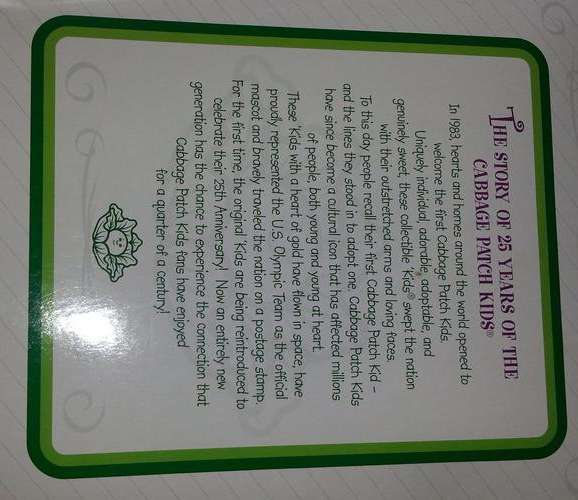 THE STORY OF 25 YEARS OF THE
CABBAGE PATCH KIDS®
In 1983, hearts and homes around the world opened to
welcome the first Cabbage Patch Kids.
Uniquely individual, adorable, adoptable, and
genuinely sweet, these collectible 'Kids® swept the nation
with their outstretched arms and loving faces.
To this day people recall their first Cabbage Patch Kid –
and the lines they stood in to adopt one. Cabbage Patch Kids
have since become a cultural icon that has affected millions
of people, both young and young at heart.
These 'Kids with a heart of gold have flown in space, have
proudly represented the U.S. Olympic Team as the official
mascot and bravely traveled the nation on a postage stamp.
For the first time, the original Kids are being reintroduced to
celebrate their 25th Anniversary! Now an entirely new
generation has the chance to experience the connection that
Cabbage Patch Kids fans have enjoyed
for a quarter of a century!